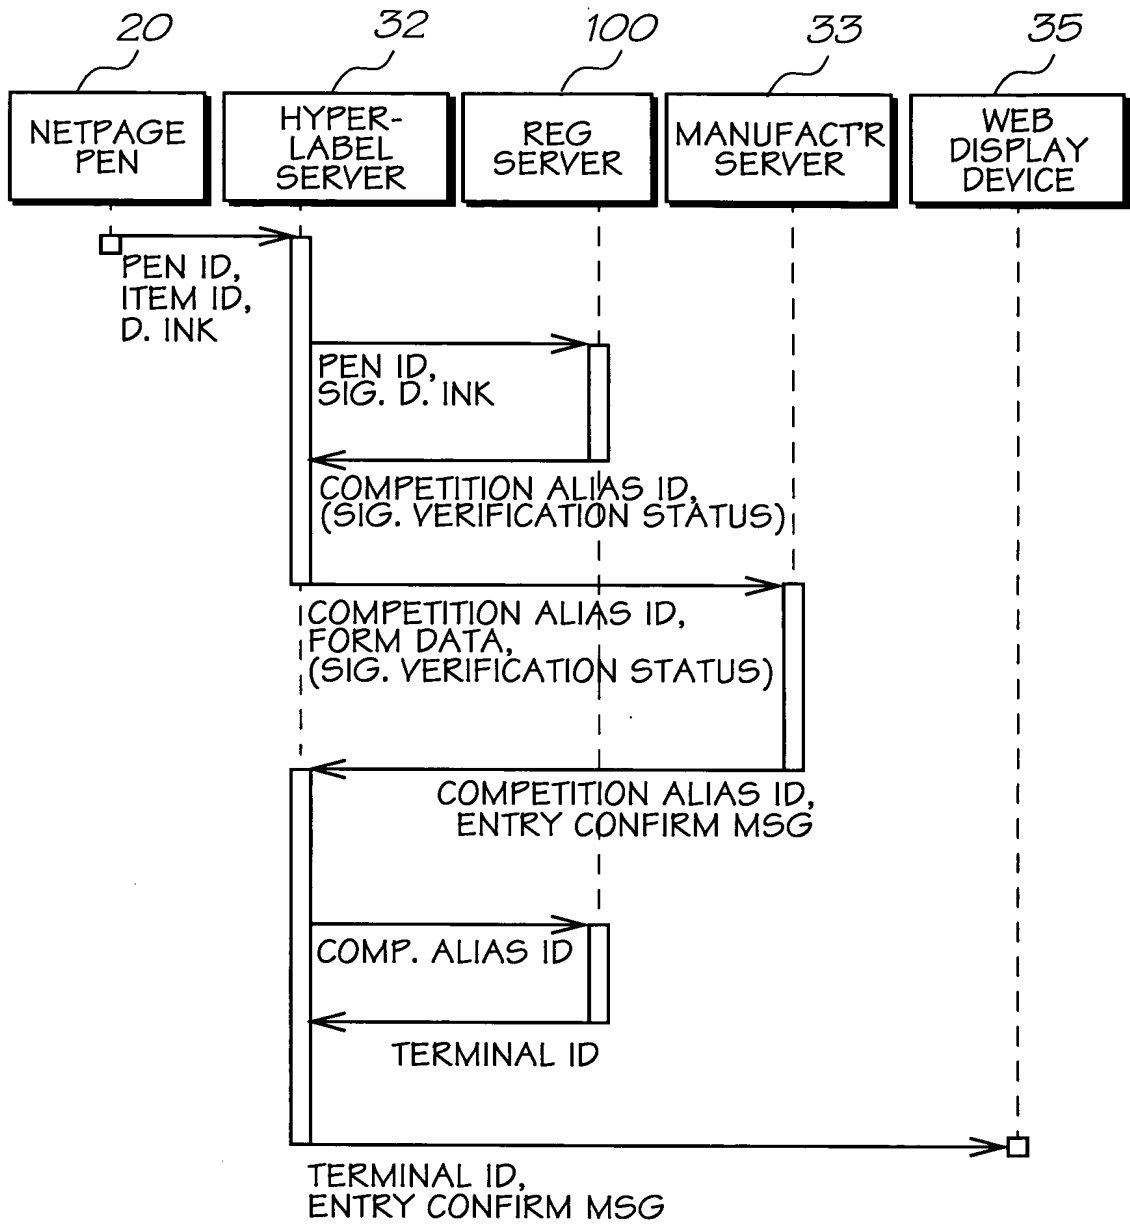 20
32
100
33
35
NETPAGE
PEN
HYPER-
LABEL
SERVER
REG
SERVER
MANUFACT'R
SERVER
WEB
DISPLAY
DEVICE
PEN ID,
ITEM ID,
D. INK
PEN ID,
SIG. D. INK
COMPETITION ALIAS ID,
(SIG. VERIFICATION STATUS)
COMPETITION ALIAS ID,
FORM DATA,
(SIG. VERIFICATION STATUS)
COMPETITION ALIAS ID,
ENTRY CONFIRM MSG
COMP. ALIAS ID
TERMINAL ID
TERMINAL ID,
ENTRY CONFIRM MSG